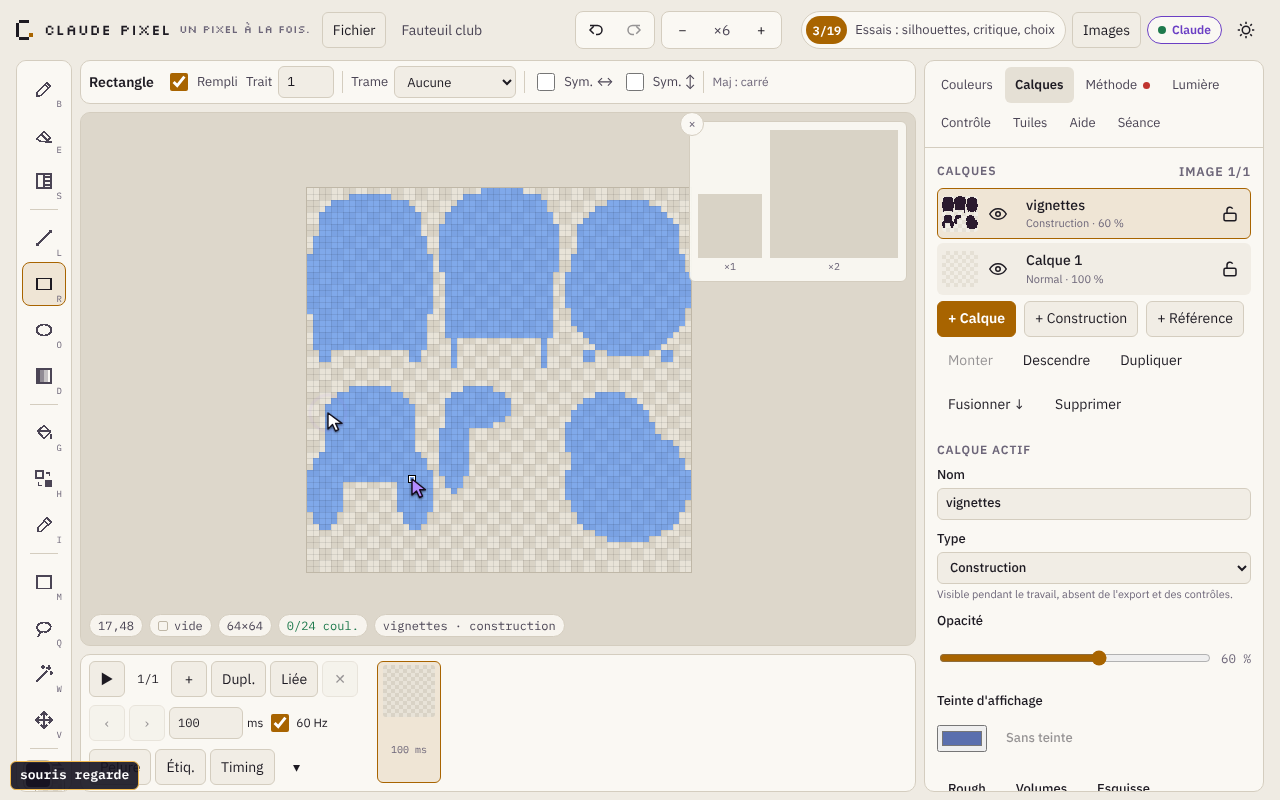 CLAUDE PIXEL
UN PIXEL À LA FOIS.
Fichier
Fauteuil club
−
×6
+
3/19
Essais : silhouettes, critique, choix
Images
Claude
Rectangle
Rempli
Trait
1
Trame
Aucune
Sym. ↔
Sym. ↕
Maj : carré
B
E
S
L
R
O
D
G
H
I
M
Q
W
V
×
×1
×2
17,48
vide
64×64
0/24 coul.
vignettes · construction
1/1
+
Dupl.
Liée
×
‹
›
100
ms
60 Hz
Étiq.
Timing
▼
100 ms
souris regarde
Couleurs
Calques
Méthode
Lumière
Contrôle
Tuiles
Aide
Séance
CALQUES
IMAGE 1/1
vignettes
Construction · 60 %
Calque 1
Normal · 100 %
+ Calque
+ Construction
+ Référence
Monter
Descendre
Dupliquer
Fusionner ↓
Supprimer
CALQUE ACTIF
Nom
vignettes
Type
Construction
Visible pendant le travail, absent de l'export et des contrôles.
Opacité
60 %
Teinte d'affichage
Sans teinte
Rough
Volumes
Esquisse